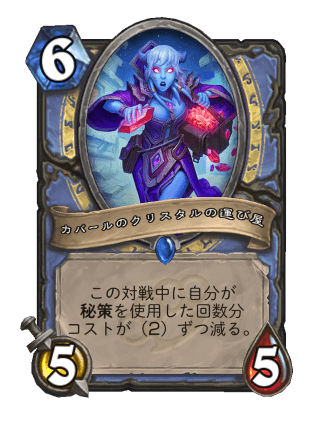 6
カバールのクリスタルの運び屋
この対戦中に自分が
秘策を使用した回数分
コストが（2）ずつ減る。
5
5